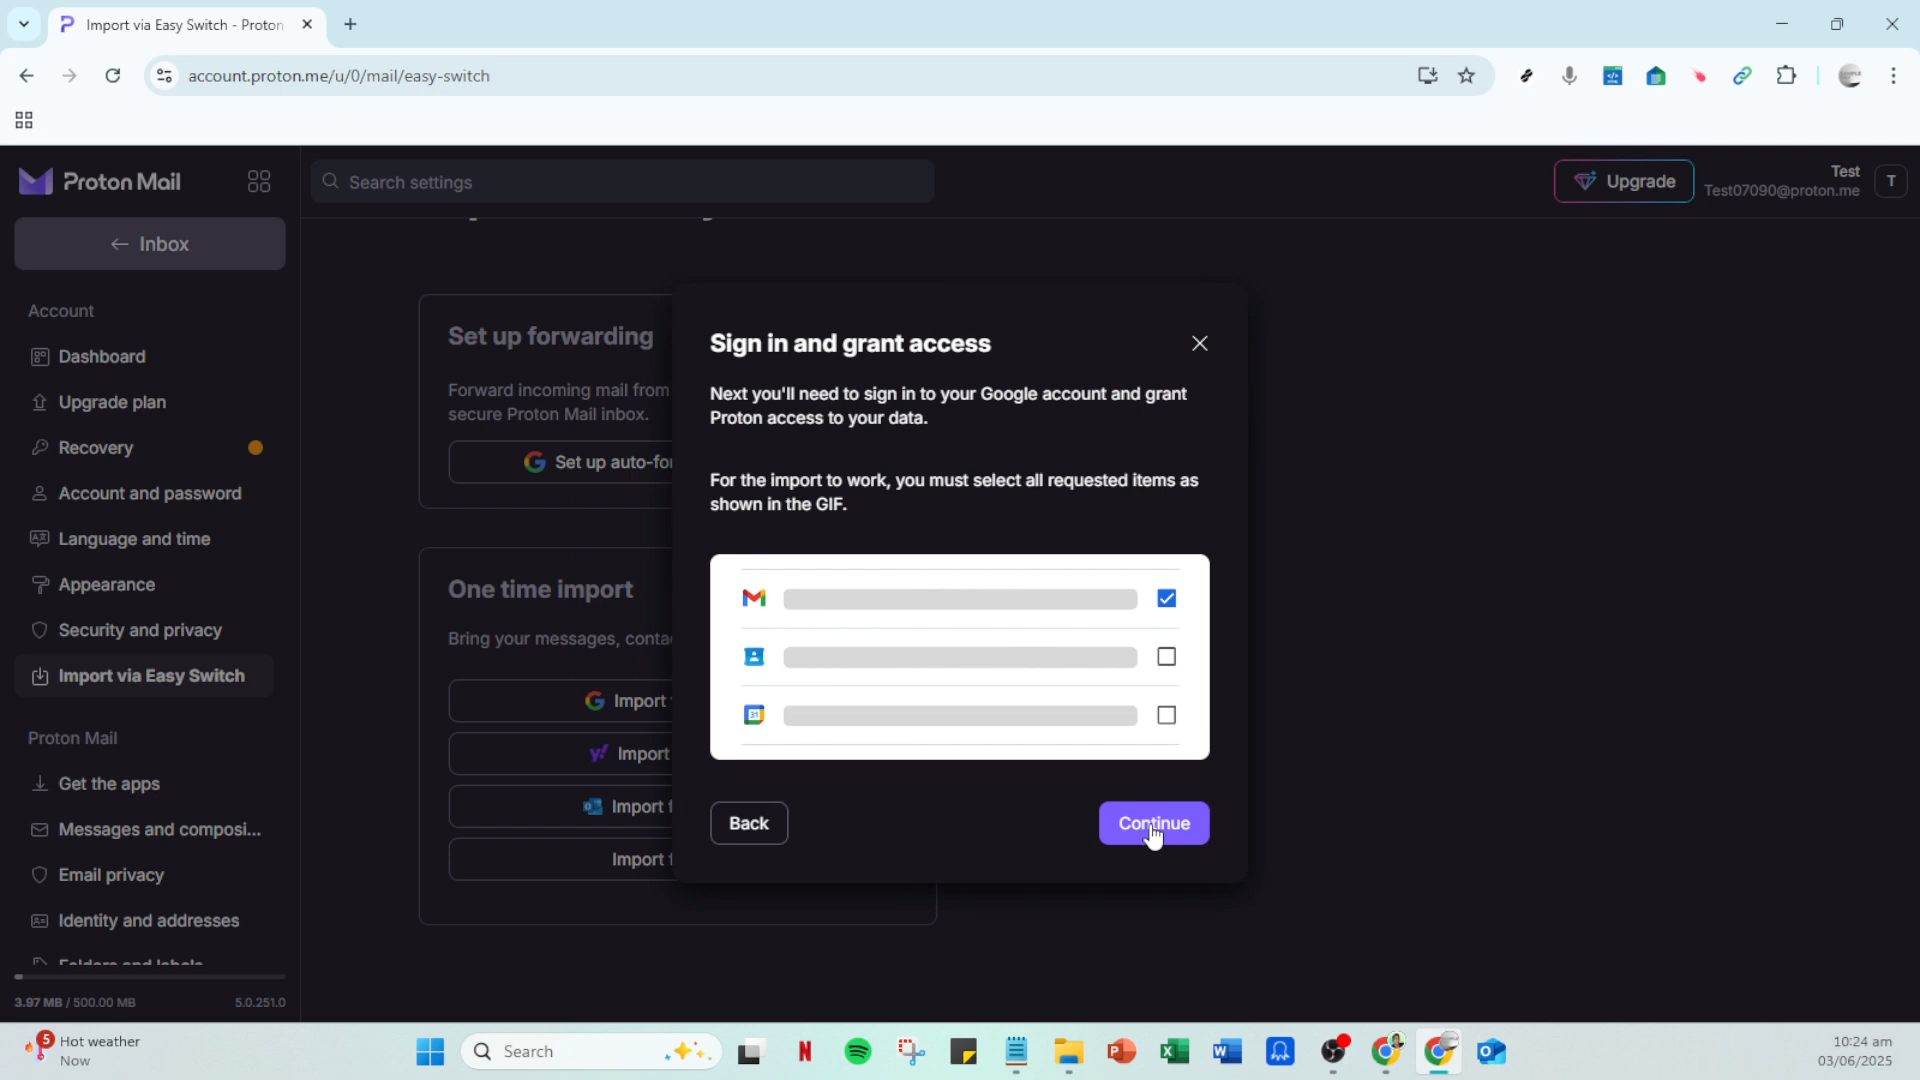 Import via Easy Switch - Proton
account.proton.me/u/0/mail/easy-switch
Proton Mail
Search settings
Upgrade
Test
Test07090@proton.me
T
← Inbox
Account
Dashboard
Upgrade plan
Recovery
Account and password
Language and time
Appearance
Security and privacy
Import via Easy Switch
Proton Mail
Get the apps
Messages and composi...
Email privacy
Identity and addresses
Folders and labels
3.97 MB / 500.00 MB
5.0.251.0
Set up forwarding
Forward incoming mail from
secure Proton Mail inbox.
Set up auto-for
One time import
Bring your messages, conta
Import
Import
Import f
Import f
Sign in and grant access
Next you'll need to sign in to your Google account and grant
Proton access to your data.
For the import to work, you must select all requested items as
shown in the GIF.
31
Back
Continue
5
Hot weather
Now
Search
10:24 am
03/06/2025